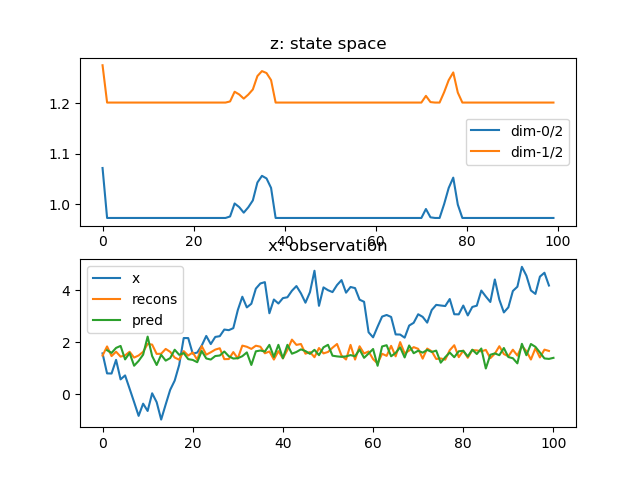 z: state space
1.2
1.1
1.0
dim-0/2
dim-1/2
0 20 40 60 80 100
x: observation
4
2
0
x
recons
pred
0 20 40 60 80 100